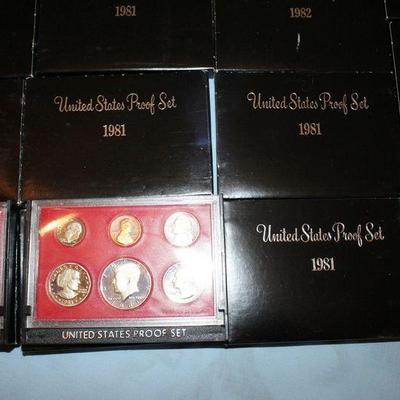 1981
1982
United States Proof Set
1981
United States Proof Set
1981
United States Proof Set
1981
UNITED STATES PROOF SET